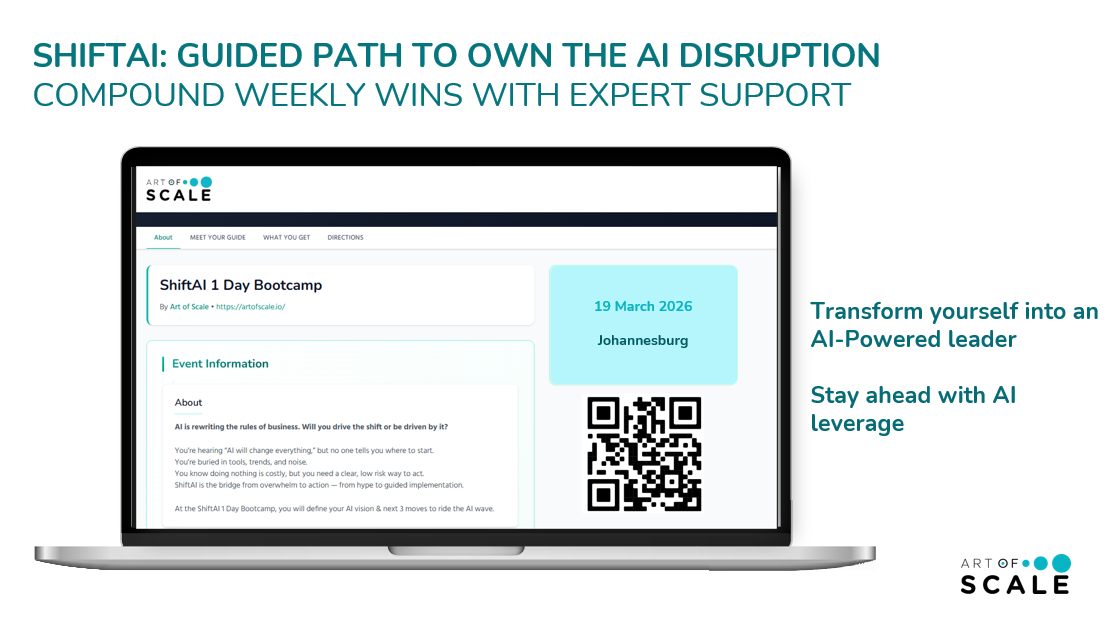 SHIFTAI: GUIDED PATH TO OWN THE AI DISRUPTION
COMPOUND WEEKLY WINS WITH EXPERT SUPPORT
ART OF
SCALE
About MEET YOUR GUIDE WHAT YOU GET DIRECTIONS
ShiftAI 1 Day Bootcamp
By Art of Scale • https://artofscale.io/
19 March 2026
Johannesburg
Event Information
About
AI is rewriting the rules of business. Will you drive the shift or be driven by it?
You're hearing “AI will change everything,” but no one tells you where to start.
You're buried in tools, trends, and noise.
You know doing nothing is costly, but you need a clear, low risk way to act.
ShiftAI is the bridge from overwhelm to action — from hype to guided implementation.
At the ShiftAI 1 Day Bootcamp, you will define your AI vision & next 3 moves to ride the AI wave.
Transform yourself into an
AI-Powered leader
Stay ahead with AI
leverage
ART OF
SCALE